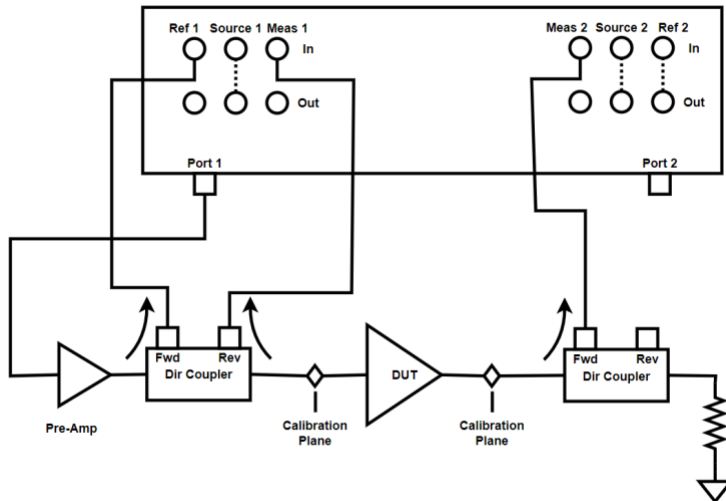 Ref 1 Source 1 Meas 1
In
Out
Meas 2 Source 2 Ref 2
In
Out
Port 1
Port 2
Fwd Rev
Dir Coupler
Pre-Amp
Calibration
Plane
DUT
Calibration
Plane
Fwd Rev
Dir Coupler